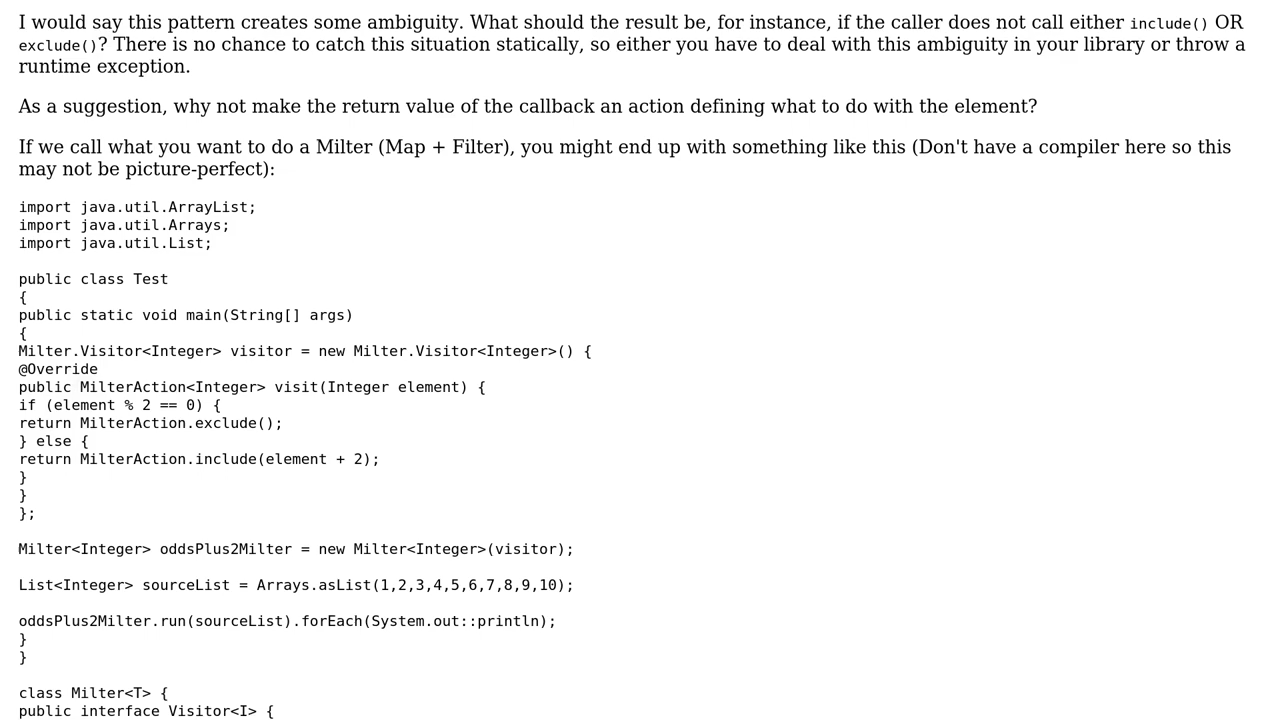 I would say this pattern creates some ambiguity. What should the result be, for instance, if the caller does not call either include() OR
exclude()? There is no chance to catch this situation statically, so either you have to deal with this ambiguity in your library or throw a
runtime exception.
As a suggestion, why not make the return value of the callback an action defining what to do with the element?
If we call what you want to do a Milter (Map + Filter), you might end up with something like this (Don't have a compiler here so this
may not be picture-perfect):
import java.util.ArrayList;
import java.util.Arrays;
import java.util.List;
public class Test
{
public static void main(String[] args)
{
Milter.Visitor<Integer> visitor = new Milter.Visitor<Integer>() {
@Override
public MilterAction<Integer> visit(Integer element) {
if (element % 2 == 0) {
return MilterAction.exclude();
} else {
return MilterAction.include(element + 2);
}
}
};
Milter<Integer> oddsPlus2Milter = new Milter<Integer>(visitor);
List<Integer> sourceList = Arrays.asList(1,2,3,4,5,6,7,8,9,10);
oddsPlus2Milter.run(sourceList).forEach(System.out::println);
}
}
class Milter<T> {
public interface Visitor<I> {